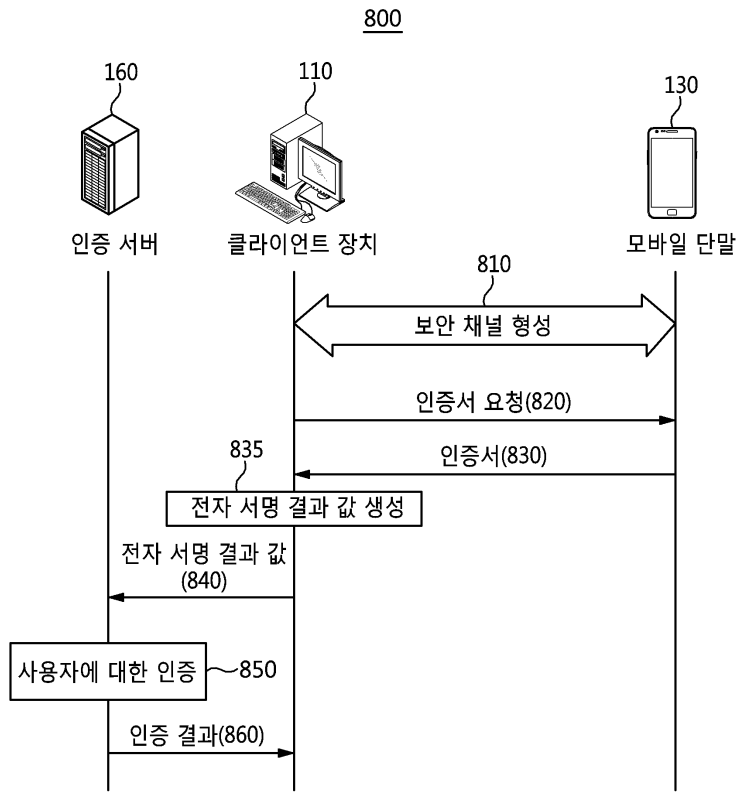 800
160
110
130
인증 서버
클라이언트 장치
모바일 단말
810
보안 채널 형성
인증서 요청(820)
인증서(830)
835
전자 서명 결과 값 생성
전자 서명 결과 값
(840)
사용자에 대한 인증
850
인증 결과(860)